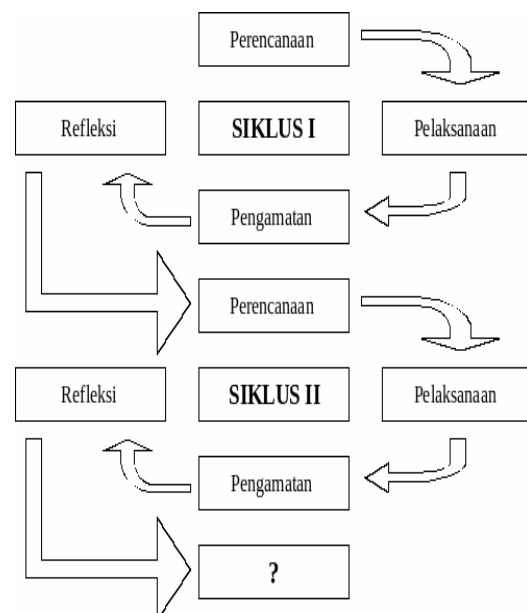 Perencanaan
Refleksi
SIKLUS I
Pelaksanaan
Pengamatan
Perencanaan
Refleksi
SIKLUS II
Pelaksanaan
Pengamatan
?